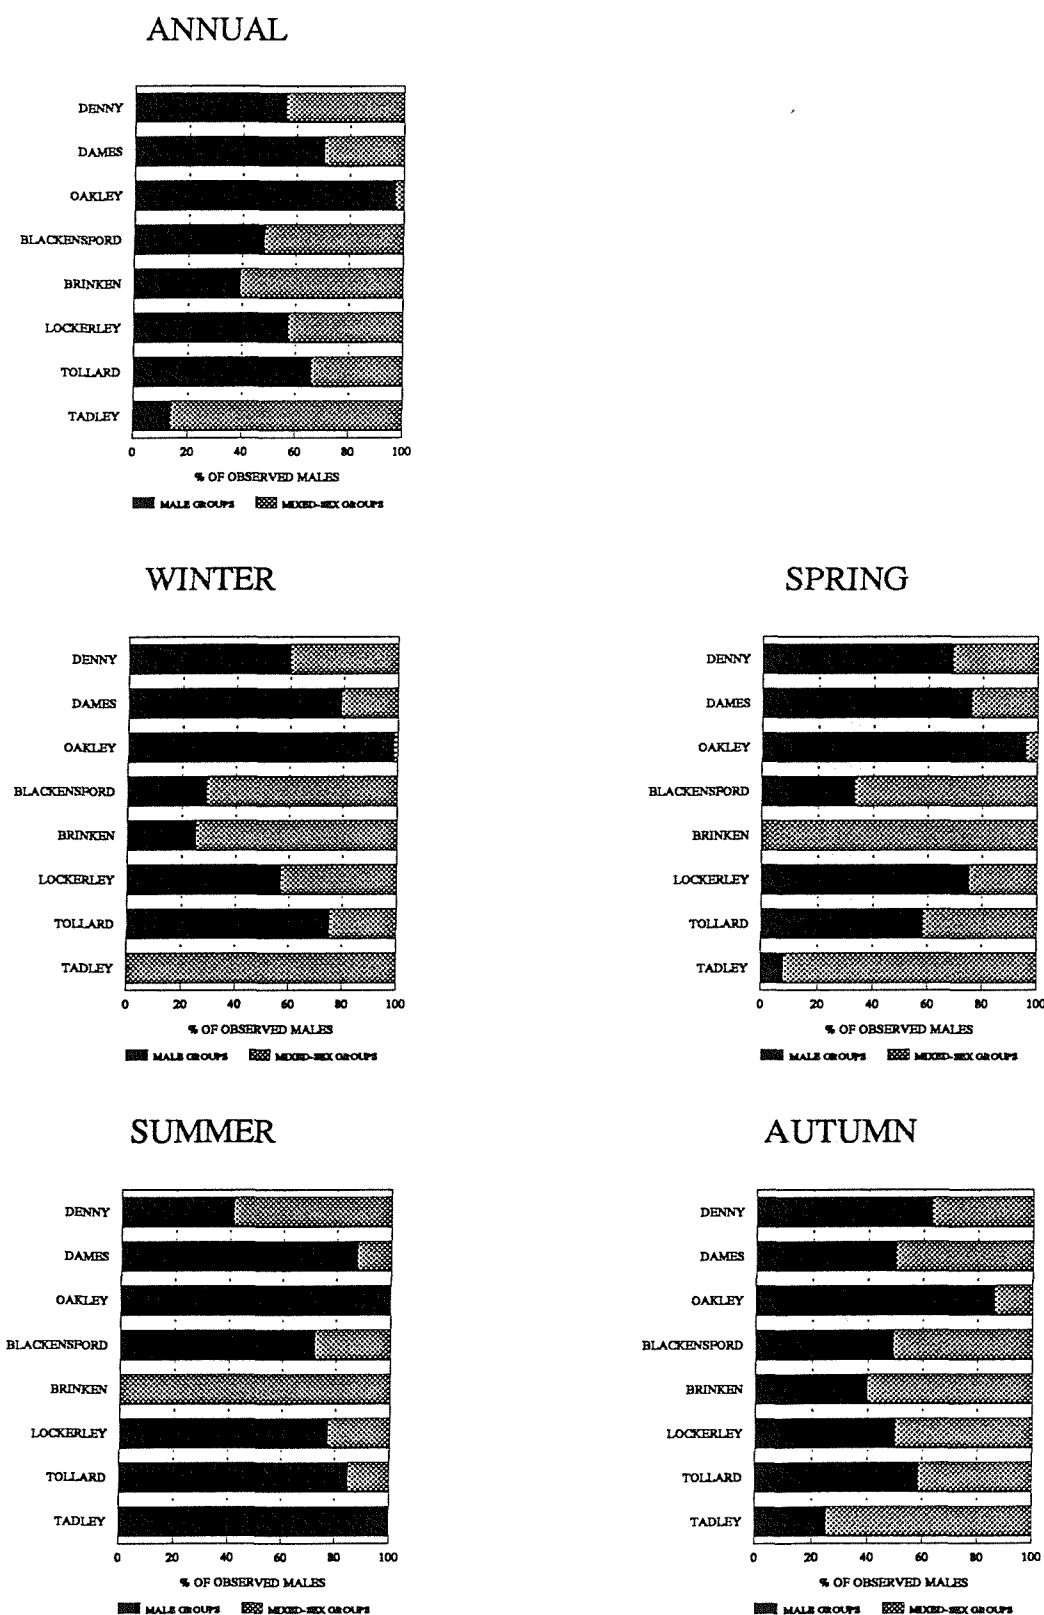 ANNUAL
DENNY
DAMES
OAKLEY
BLACKENSFORD
BRINKEN
LOCKERLEY
TOLLARD
TADLEY
0 20 40 60 80 100
% OF OBSERVED MALES
MALE GROUPS MIXED-SEX GROUPS
WINTER
DENNY
DAMES
OAKLEY
BLACKENSFORD
BRINKEN
LOCKERLEY
TOLLARD
TADLEY
0 20 40 60 80 100
% OF OBSERVED MALES
MALE GROUPS MIXED-SEX GROUPS
SPRING
DENNY
DAMES
OAKLEY
BLACKENSFORD
BRINKEN
LOCKERLEY
TOLLARD
TADLEY
0 20 40 60 80 100
% OF OBSERVED MALES
MALE GROUPS MIXED-SEX GROUPS
SUMMER
DENNY
DAMES
OAKLEY
BLACKENSFORD
BRINKEN
LOCKERLEY
TOLLARD
TADLEY
0 20 40 60 80 100
% OF OBSERVED MALES
MALE GROUPS MIXED-SEX GROUPS
AUTUMN
DENNY
DAMES
OAKLEY
BLACKENSFORD
BRINKEN
LOCKERLEY
TOLLARD
TADLEY
0 20 40 60 80 100
% OF OBSERVED MALES
MALE GROUPS MIXED-SEX GROUPS